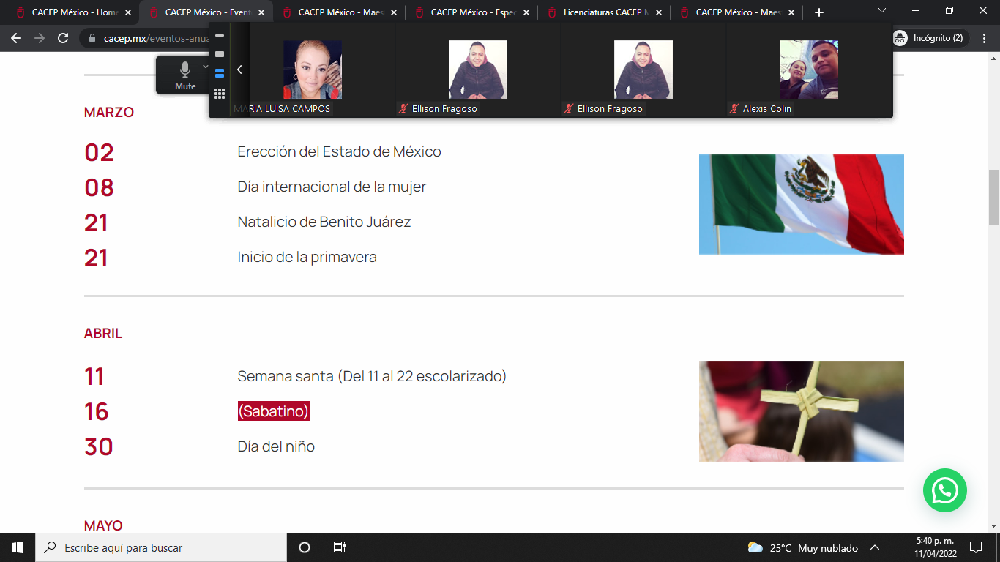 CACEP México - Home
CACEP México - Event
CACEP México - Maes
CACEP México - Espec
Licenciaturas CACEP M
CACEP México - Maes
cacep.mx/eventos-anua
Incógnito (2)
Mute
MARIA LUISA CAMPOS
Ellison Fragoso
Ellison Fragoso
Alexis Colin
MARZO
02 Erección del Estado de México
08 Día internacional de la mujer
21 Natalicio de Benito Juárez
21 Inicio de la primavera
ABRIL
11 Semana santa (Del 11 al 22 escolarizado)
16 (Sabatino)
30 Día del niño
MAYO
Escribe aquí para buscar
25°C Muy nublado
5:40 p. m.
11/04/2022